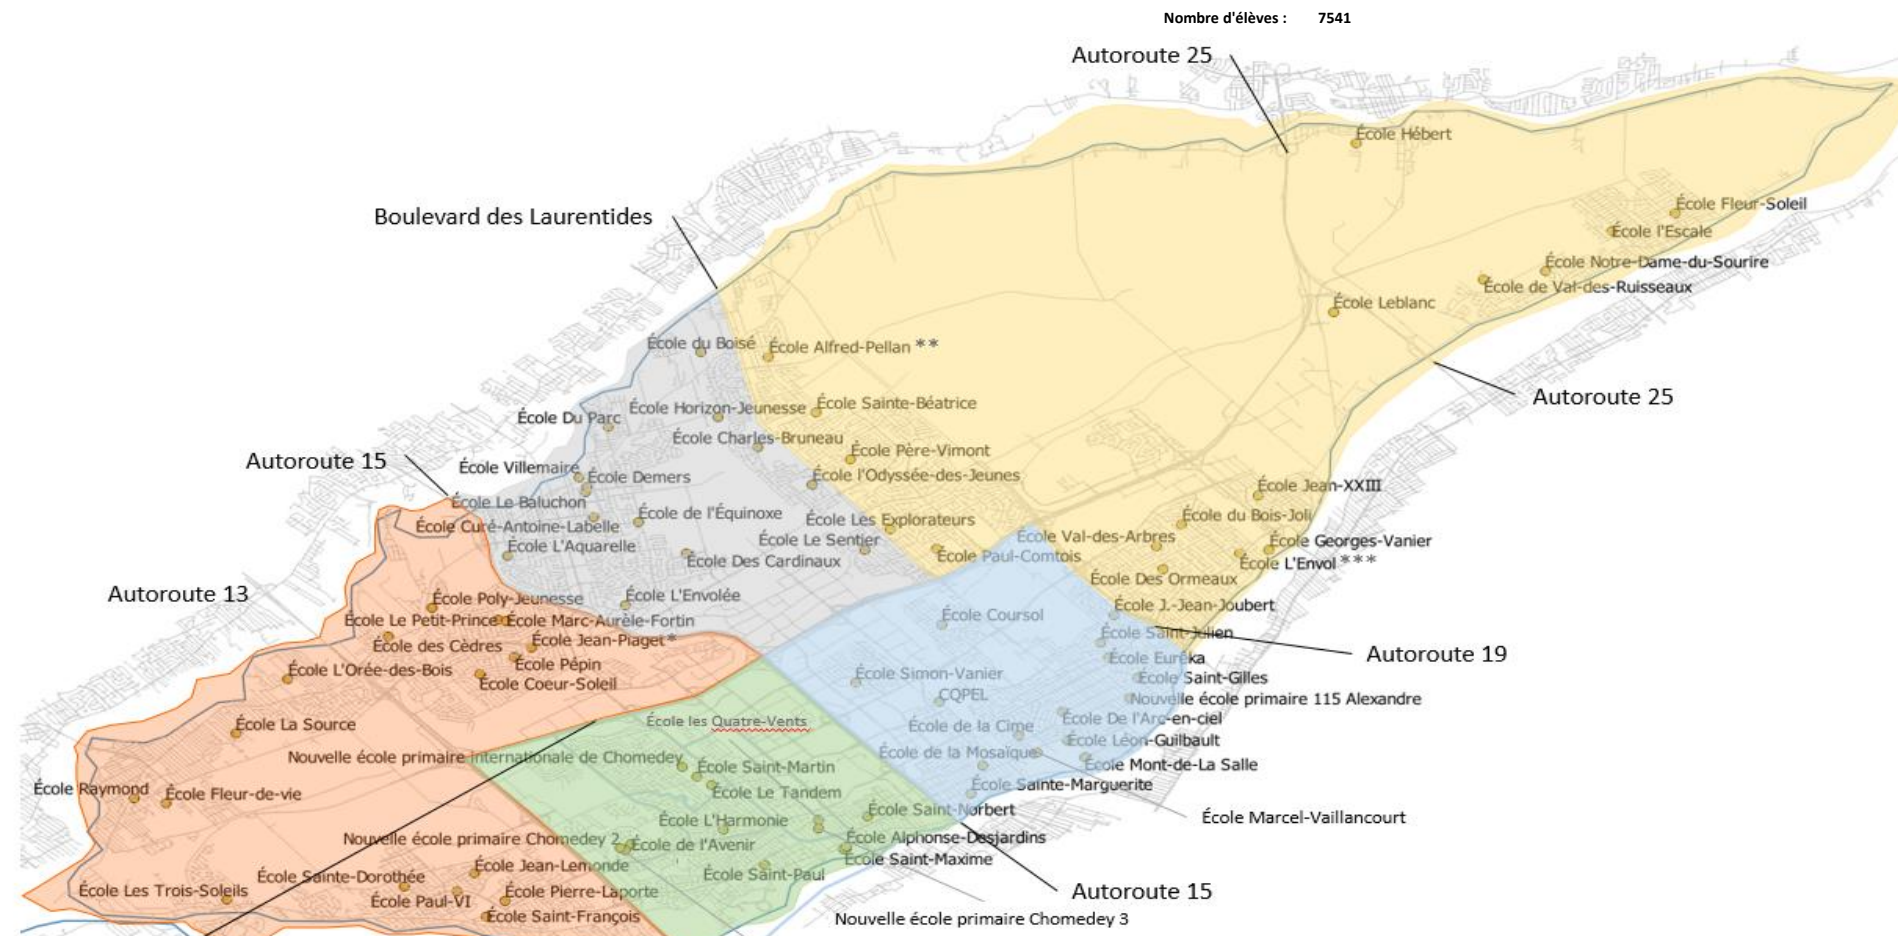 Nombre d'élèves : 7541
Autoroute 25
École Hébert
École Fleur-Soleil
Boulevard des Laurentides
École l'Escale
École Notre-Dame-du-Sourire
École de Val-des-Ruisseaux
École Leblanc
École du Boisé
École Alfred-Pellan **
Autoroute 25
École Horizon-Jeunesse
École Sainte-Béatrice
École Du Parc
École Charles-Bruneau
École Père-Vimont
Autoroute 15
École Villemaire
École Demers
École l'Odyssée-des-Jeunes
École Jean-XXIII
École Le Baluchon
École de l'Équinoxe
École Les Explorateurs
École du Bois-Joli
École Curé-Antoine-Labelle
École Le Sentier
École Val-des-Arbres
École Georges-Vanier
École L'Aquarelle
École Des Cardinaux
École Paul-Comtois
École L'Envol ***
École Des Ormeaux
Autoroute 13
École Poly-Jeunesse
École L'Envolée
École J.-Jean-Joubert
École Le Petit-Prince
École Marc-Aurèle-Fortin
École Coursol
École Saint-Julien
École des Cèdres
École Jean-Piaget*
Autoroute 19
École Pépin
École Eurêka
École L'Orée-des-Bois
École Coeur-Soleil
École Simon-Vanier
École Saint-Gilles
CQPEL
Nouvelle école primaire 115 Alexandre
École La Source
École les Quatre-Vents
École de la Cime
École De l'Arc-en-ciel
École Léon-Guilbault
Nouvelle école primaire internationale de Chomedey
École Saint-Martin
École de la Mosaïque
École Mont-de-La Salle
École Raymond
École Fleur-de-vie
École Le Tandem
École Sainte-Marguerite
École Saint-Norbert
École Marcel-Vaillancourt
École L'Harmonie
Nouvelle école primaire Chomedey 2
École de l'Avenir
École Alphonse-Desjardins
École Saint-Maxime
École Jean-Lemonde
École Saint-Paul
École Sainte-Dorothée
École Les Trois-Soleils
École Pierre-Laporte
Autoroute 15
École Paul-VI
École Saint-François
Nouvelle école primaire Chomedey 3